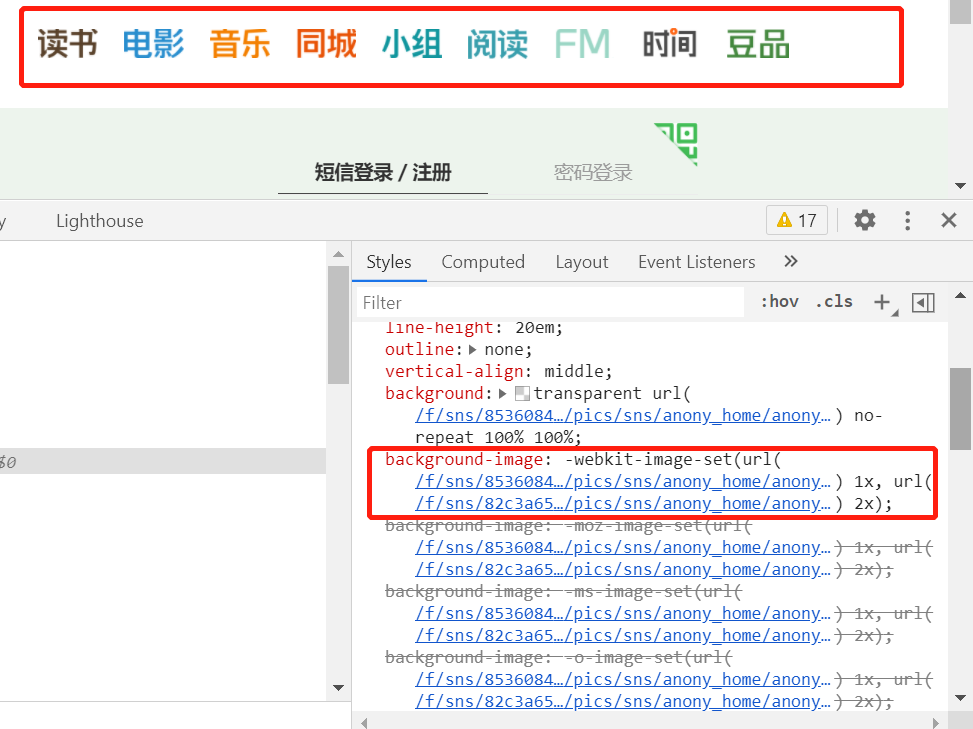 读书 电影 音乐 同城 小组 阅读 FM 时间 豆品
短信登录 / 注册 密码登录
y Lighthouse 17
Styles Computed Layout Event Listeners »
Filter :hov .cls +
line-height: 20em;
outline: none;
vertical-align: middle;
background: transparent url(
/f/sns/8536084…/pics/sns/anony_home/anony…) no-
repeat 100% 100%;
$0 background-image: -webkit-image-set(url(
/f/sns/8536084…/pics/sns/anony_home/anony…) 1x, url(
/f/sns/82c3a65…/pics/sns/anony_home/anony…) 2x);
background-image: -moz-image-set(url(
/f/sns/8536084…/pics/sns/anony_home/anony…) 1x, url(
/f/sns/82c3a65…/pics/sns/anony_home/anony…) 2x);
background-image: -ms-image-set(url(
/f/sns/8536084…/pics/sns/anony_home/anony…) 1x, url(
/f/sns/82c3a65…/pics/sns/anony_home/anony…) 2x);
background-image: -o-image-set(url(
/f/sns/8536084…/pics/sns/anony_home/anony…) 1x, url(
/f/sns/82c3a65…/pics/sns/anony_home/anony…) 2x);